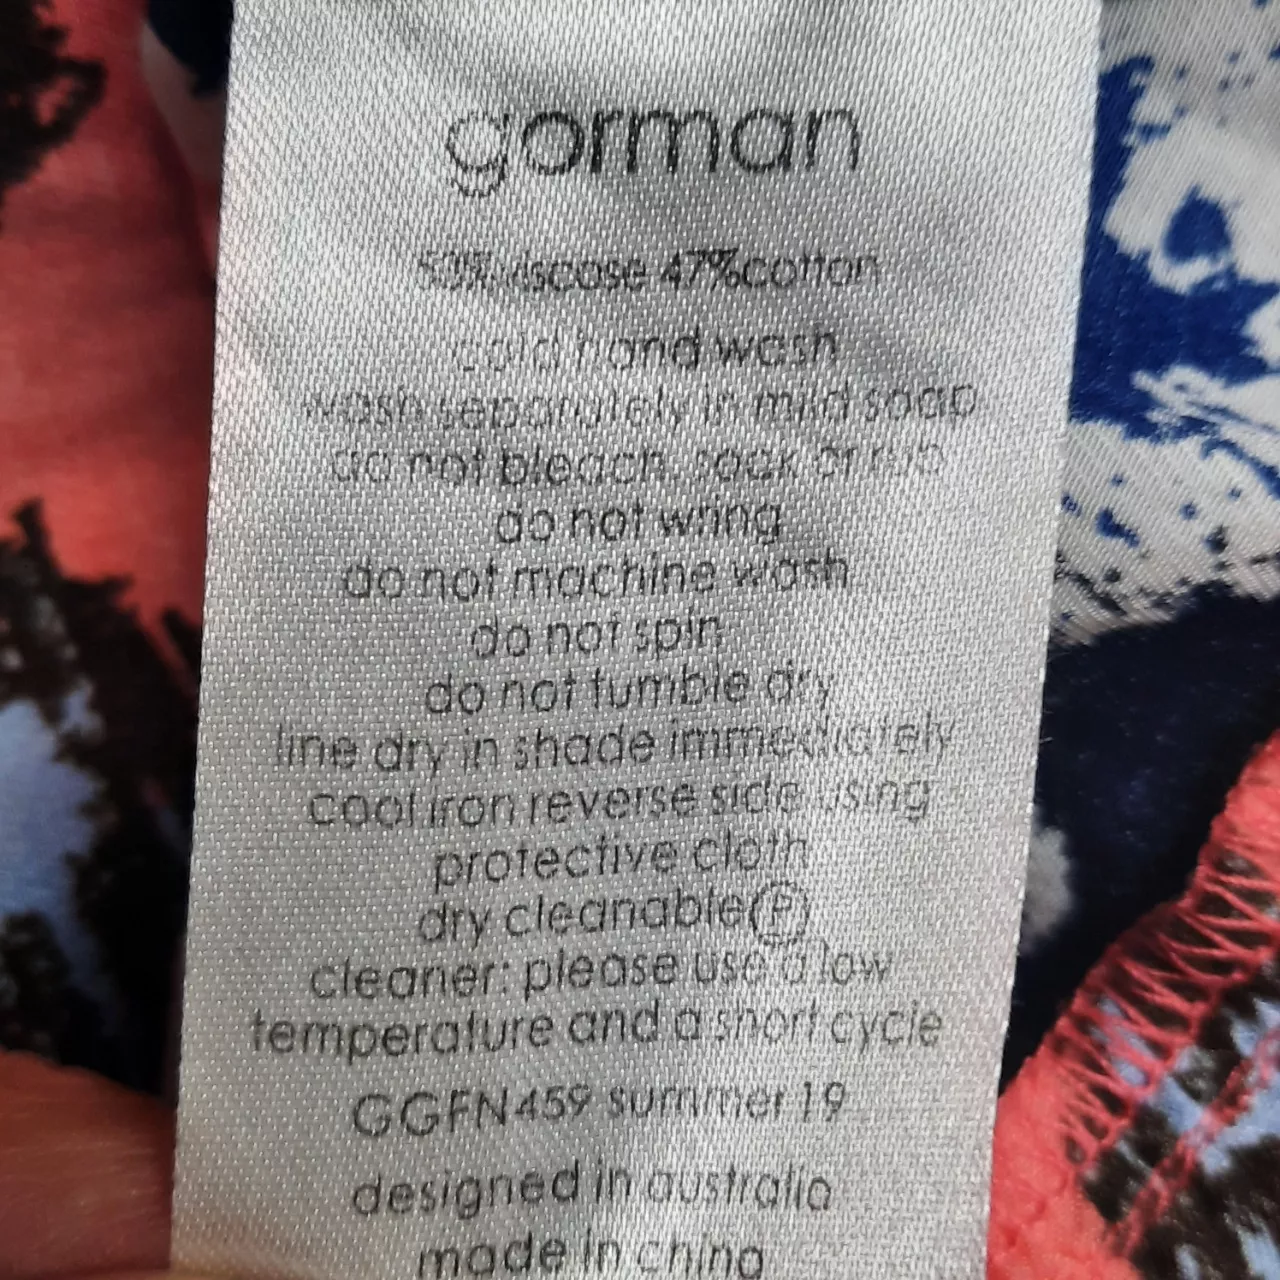 gorman
53% viscose 47%cotton
cold hand wash
wash separately in mild soap
do not bleach, soak or rub
do not wring
do not machine wash
do not spin
do not tumble dry
line dry in shade immediately
cool iron reverse side using
protective cloth
dry cleanable Ⓟ
cleaner: please use a low
temperature and a short cycle
GGFN459 summer 19
designed in australia
made in china